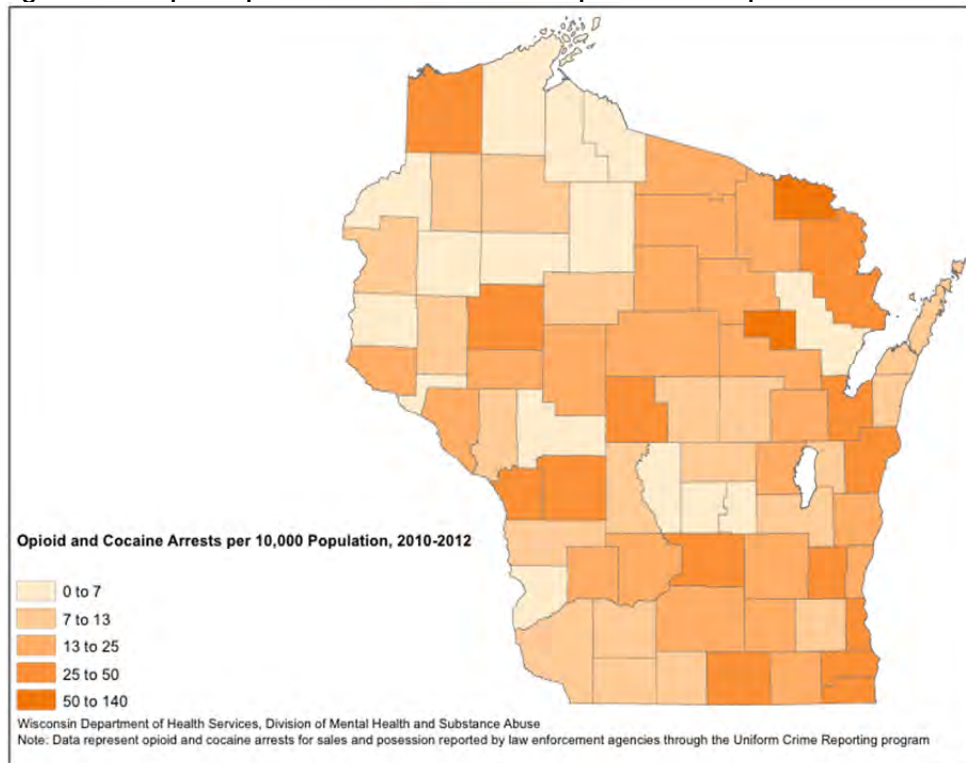 Opioid and Cocaine Arrests per 10,000 Population, 2010-2012
0 to 7
7 to 13
13 to 25
25 to 50
50 to 140
Wisconsin Department of Health Services, Division of Mental Health and Substance Abuse
Note: Data represent opioid and cocaine arrests for sales and posession reported by law enforcement agencies through the Uniform Crime Reporting program